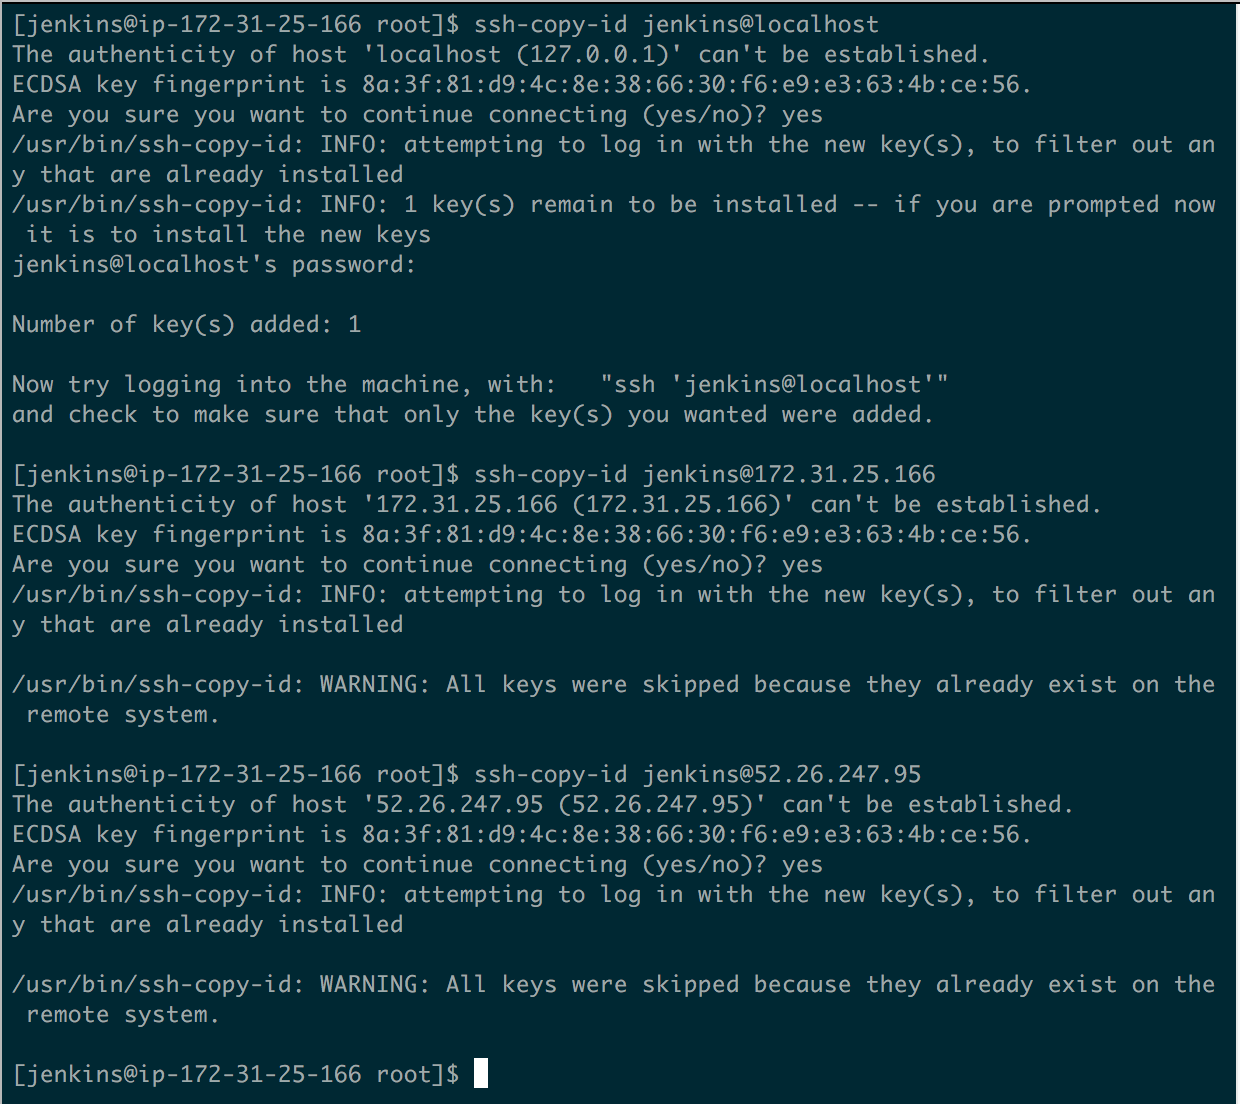 [jenkins@ip-172-31-25-166 root]$ ssh-copy-id jenkins@localhost
The authenticity of host 'localhost (127.0.0.1)' can't be established.
ECDSA key fingerprint is 8a:3f:81:d9:4c:8e:38:66:30:f6:e9:e3:63:4b:ce:56.
Are you sure you want to continue connecting (yes/no)? yes
/usr/bin/ssh-copy-id: INFO: attempting to log in with the new key(s), to filter out an
y that are already installed
/usr/bin/ssh-copy-id: INFO: 1 key(s) remain to be installed -- if you are prompted now
 it is to install the new keys
jenkins@localhost's password:

Number of key(s) added: 1

Now try logging into the machine, with:   "ssh 'jenkins@localhost'"
and check to make sure that only the key(s) you wanted were added.

[jenkins@ip-172-31-25-166 root]$ ssh-copy-id jenkins@172.31.25.166
The authenticity of host '172.31.25.166 (172.31.25.166)' can't be established.
ECDSA key fingerprint is 8a:3f:81:d9:4c:8e:38:66:30:f6:e9:e3:63:4b:ce:56.
Are you sure you want to continue connecting (yes/no)? yes
/usr/bin/ssh-copy-id: INFO: attempting to log in with the new key(s), to filter out an
y that are already installed

/usr/bin/ssh-copy-id: WARNING: All keys were skipped because they already exist on the
 remote system.

[jenkins@ip-172-31-25-166 root]$ ssh-copy-id jenkins@52.26.247.95
The authenticity of host '52.26.247.95 (52.26.247.95)' can't be established.
ECDSA key fingerprint is 8a:3f:81:d9:4c:8e:38:66:30:f6:e9:e3:63:4b:ce:56.
Are you sure you want to continue connecting (yes/no)? yes
/usr/bin/ssh-copy-id: INFO: attempting to log in with the new key(s), to filter out an
y that are already installed

/usr/bin/ssh-copy-id: WARNING: All keys were skipped because they already exist on the
 remote system.

[jenkins@ip-172-31-25-166 root]$